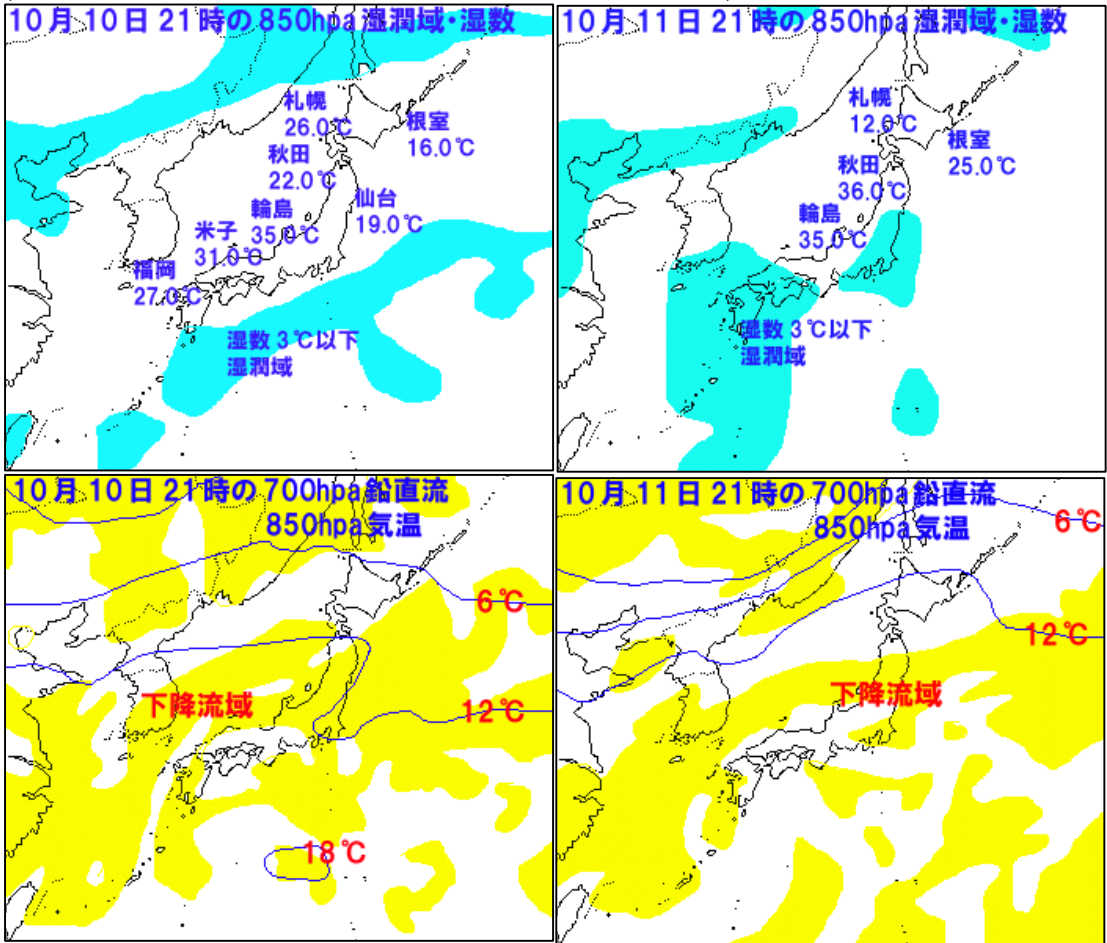 10月10日21時の850hpa湿潤域・湿数
札幌
26.0℃
根室
16.0℃
秋田
22.0℃
仙台
19.0℃
輪島
35.0℃
米子
31.0℃
福岡
27.0℃
湿数3℃以下
湿潤域
10月11日21時の850hpa湿潤域・湿数
札幌
12.0℃
根室
25.0℃
秋田
36.0℃
輪島
35.0℃
湿数3℃以下
湿潤域
10月10日21時の700hpa鉛直流
850hpa気温
6℃
下降流域
12℃
18℃
10月11日21時の700hpa鉛直流
850hpa気温
6℃
12℃
下降流域